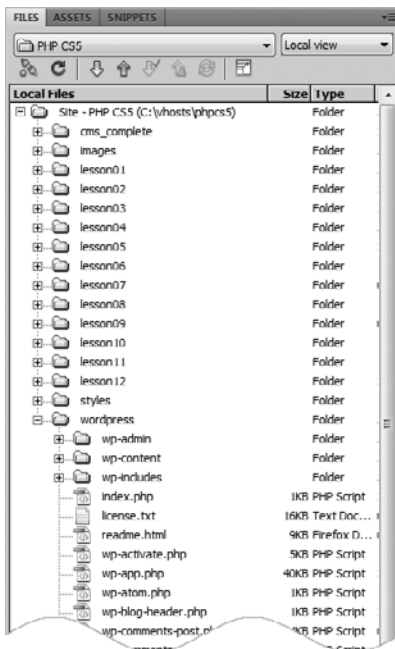 FILES ASSETS SNIPPETS
PHP CS5 Local view
Local Files Size Type
Site - PHP CS5 (C:\vhosts\phpcs5) Folder
cms_complete Folder
images Folder
lesson01 Folder
lesson02 Folder
lesson03 Folder
lesson04 Folder
lesson05 Folder
lesson06 Folder
lesson07 Folder
lesson08 Folder
lesson09 Folder
lesson10 Folder
lesson11 Folder
lesson12 Folder
styles Folder
wordpress Folder
wp-admin Folder
wp-content Folder
wp-includes Folder
index.php 1KB PHP Script
license.txt 16KB Text Doc...
readme.html 9KB Firefox D...
wp-activate.php 5KB PHP Script
wp-app.php 40KB PHP Script
wp-atom.php 1KB PHP Script
wp-blog-header.php 1KB PHP Script
wp-comments-post.p KB PHP Script